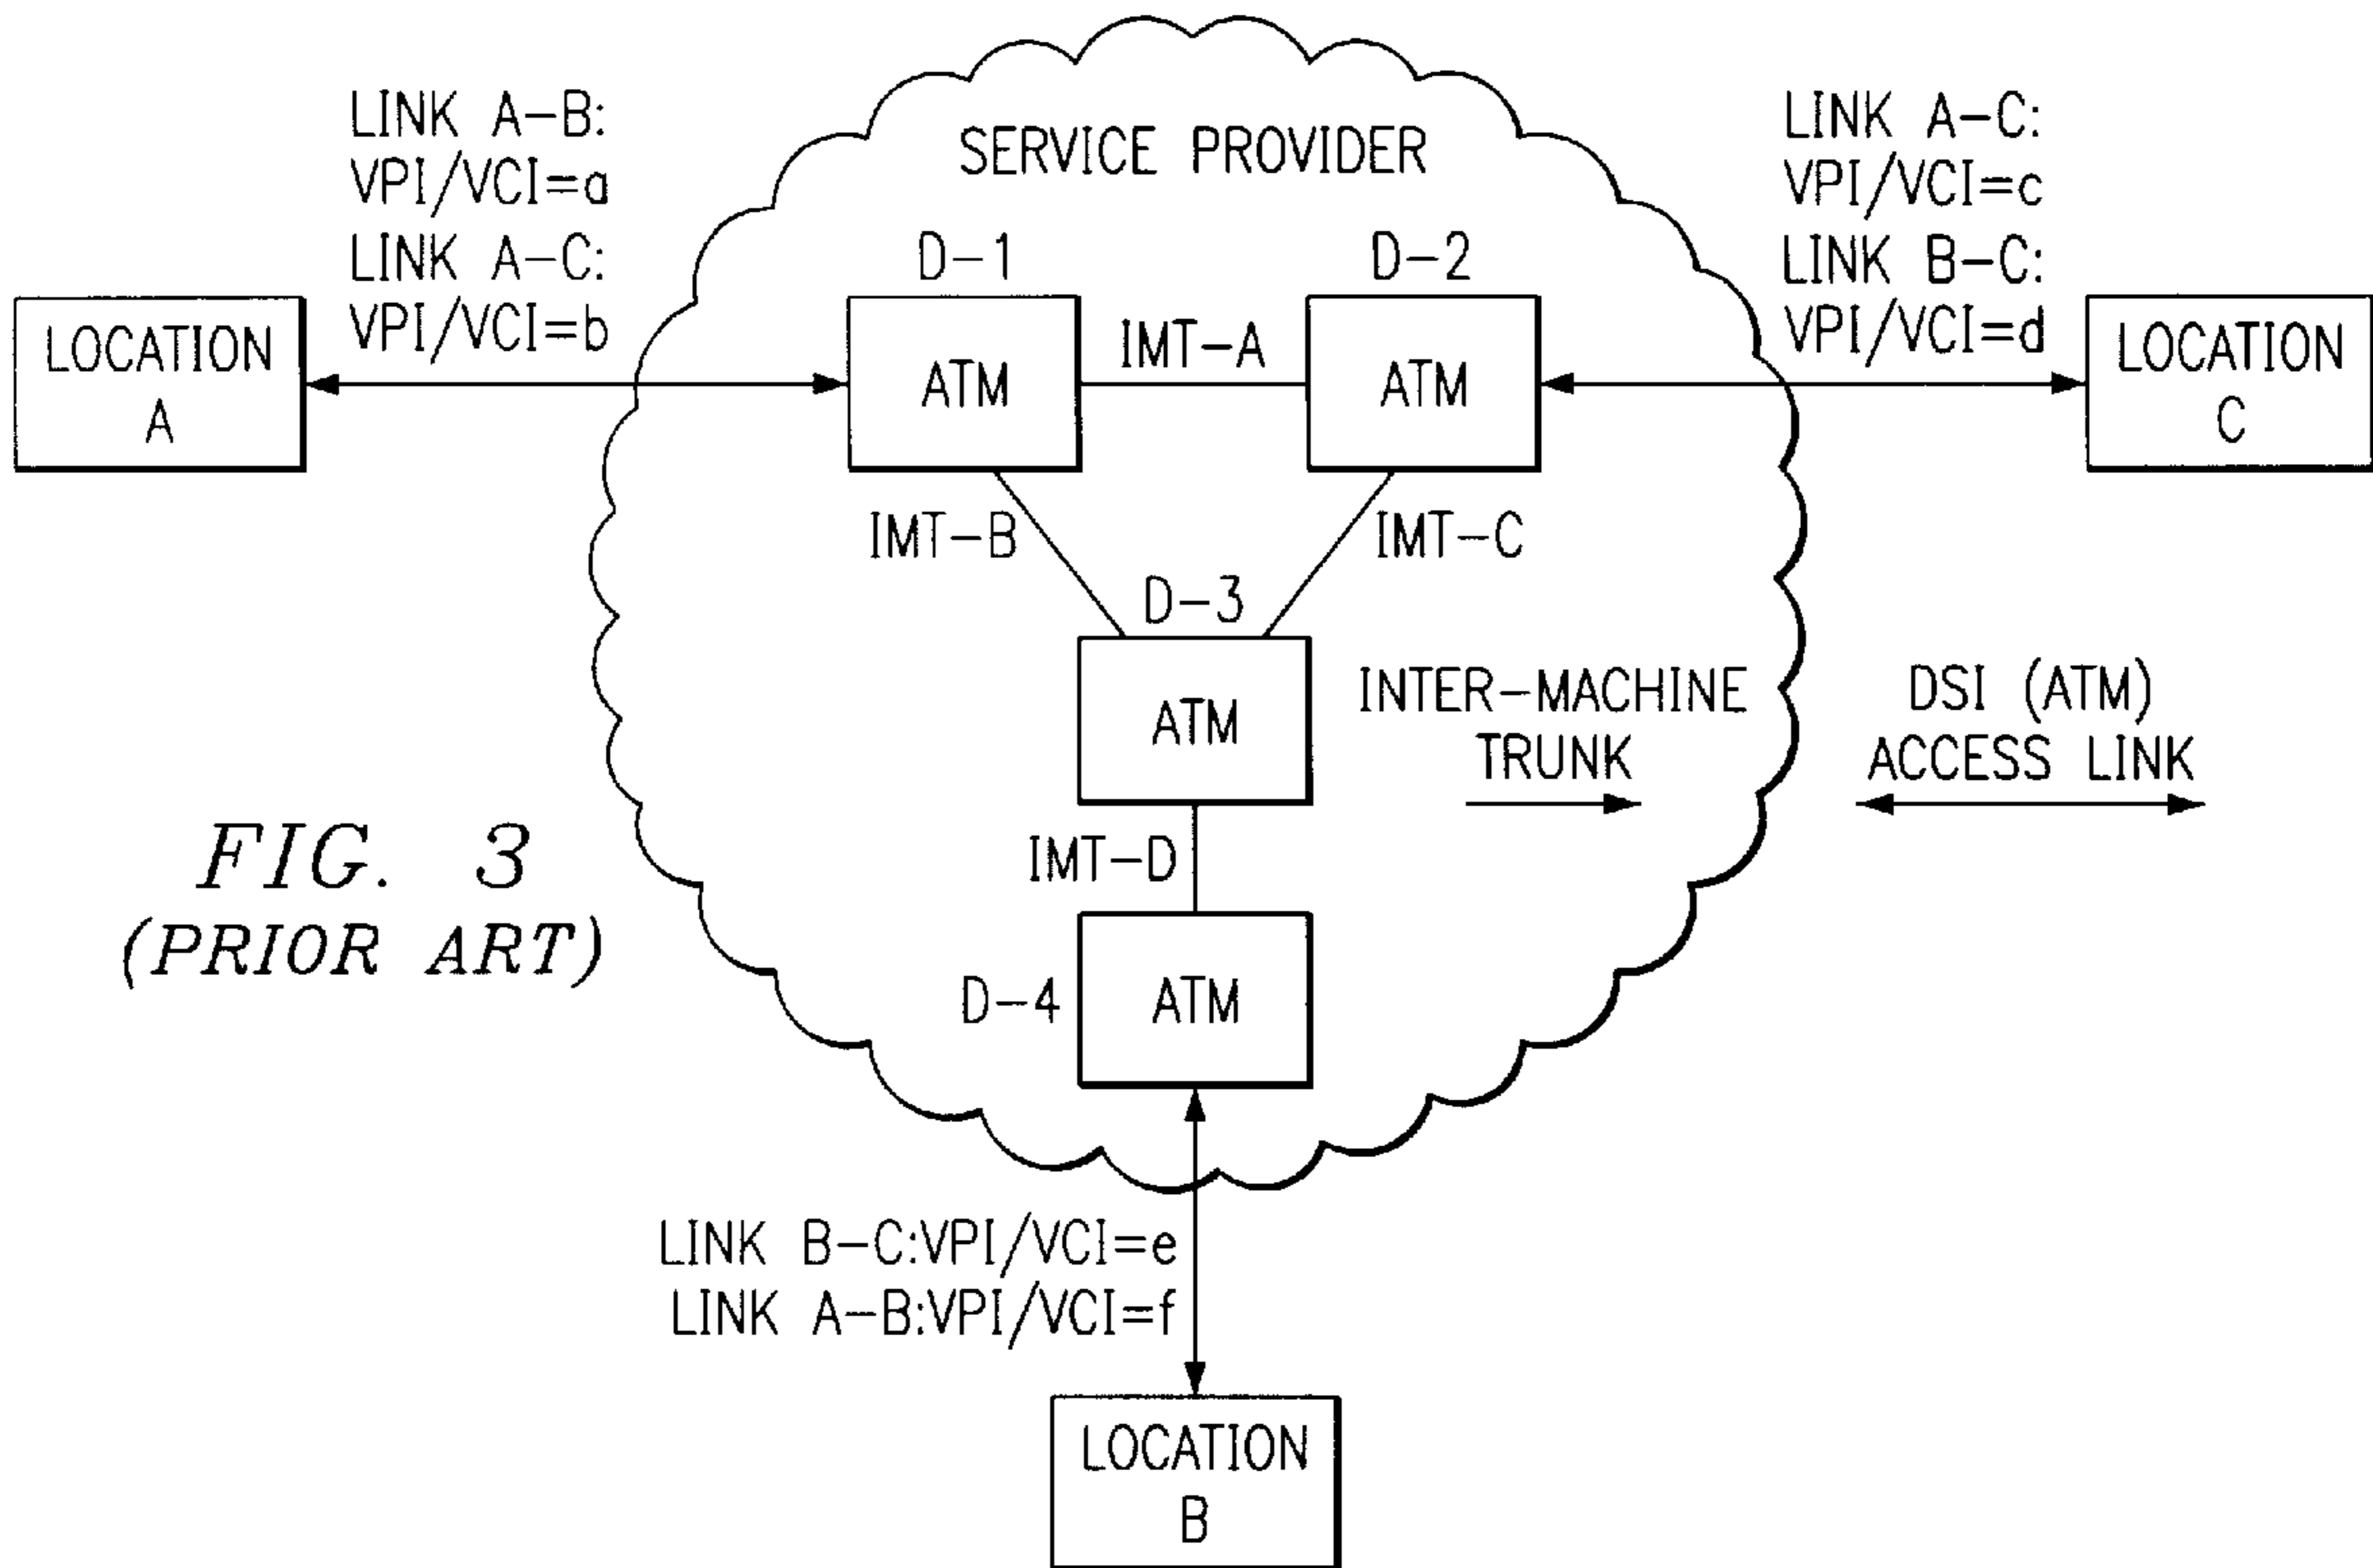 SERVICE PROVIDER
LINK A-B:
VPI/VCI=a
LINK A-C:
VPI/VCI=b
LINK A-C:
VPI/VCI=c
LINK B-C:
VPI/VCI=d
LOCATION
A
D-1
ATM
IMT-A
D-2
ATM
LOCATION
C
IMT-B
IMT-C
D-3
ATM
INTER-MACHINE
TRUNK
DSI (ATM)
ACCESS LINK
IMT-D
FIG. 3
(PRIOR ART)
D-4
ATM
LINK B-C:VPI/VCI=e
LINK A-B:VPI/VCI=f
LOCATION
B